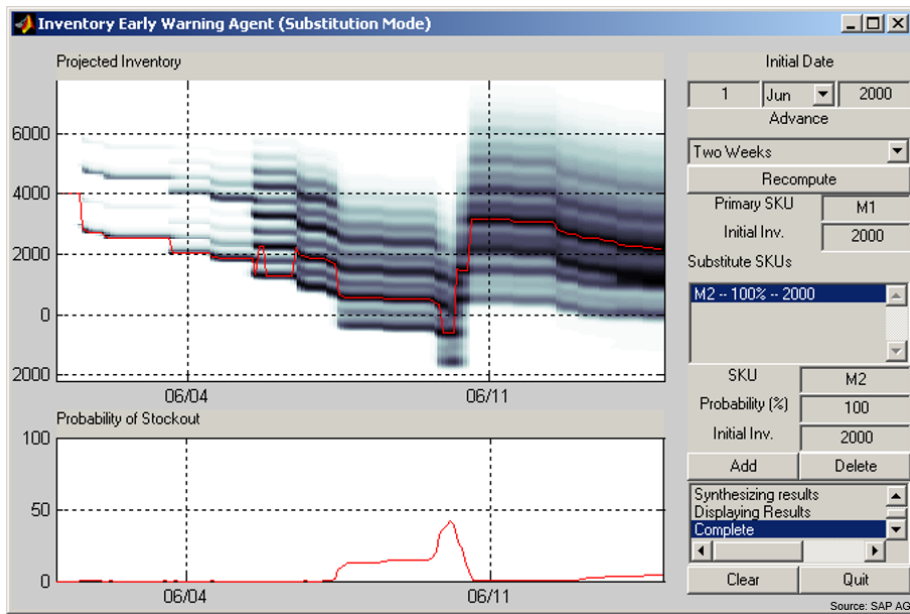 Inventory Early Warning Agent (Substitution Mode)
Projected Inventory
6000
4000
2000
0
2000
06/04
06/11
Probability of Stockout
100
50
0
06/04
06/11
Initial Date
1 Jun 2000
Advance
Two Weeks
Recompute
Primary SKU M1
Initial Inv. 2000
Substitute SKUs
M2 -- 100% -- 2000
SKU M2
Probability (%) 100
Initial Inv. 2000
Add Delete
Synthesizing results
Displaying Results
Complete
Clear Quit
Source: SAP AG